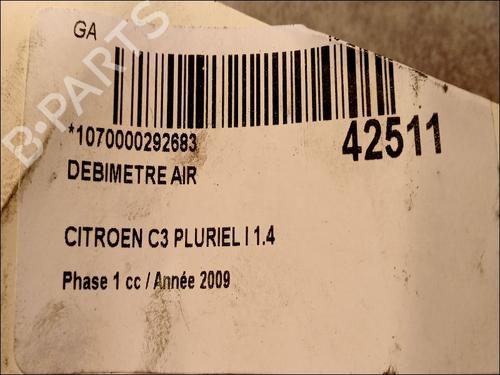 GA
B-PARTS
*1070000292683
42511
DEBIMETRE AIR
CITROEN C3 PLURIEL I 1.4
Phase 1 cc / Année 2009